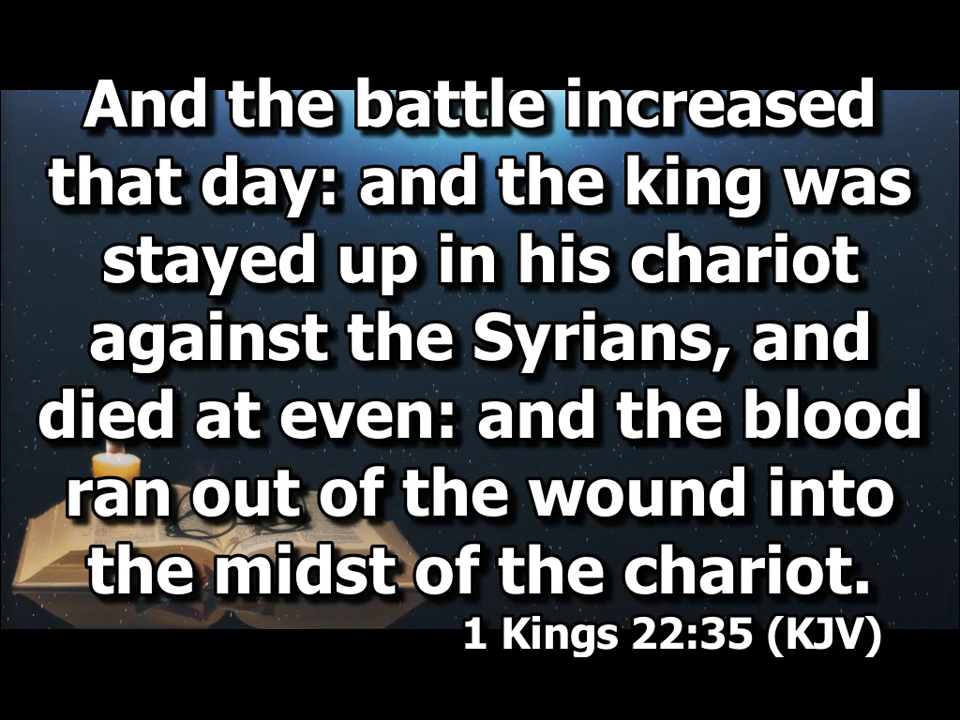 And the battle increased
that day: and the king was
stayed up in his chariot
against the Syrians, and
died at even: and the blood
ran out of the wound into
the midst of the chariot.
1 Kings 22:35 (KJV)